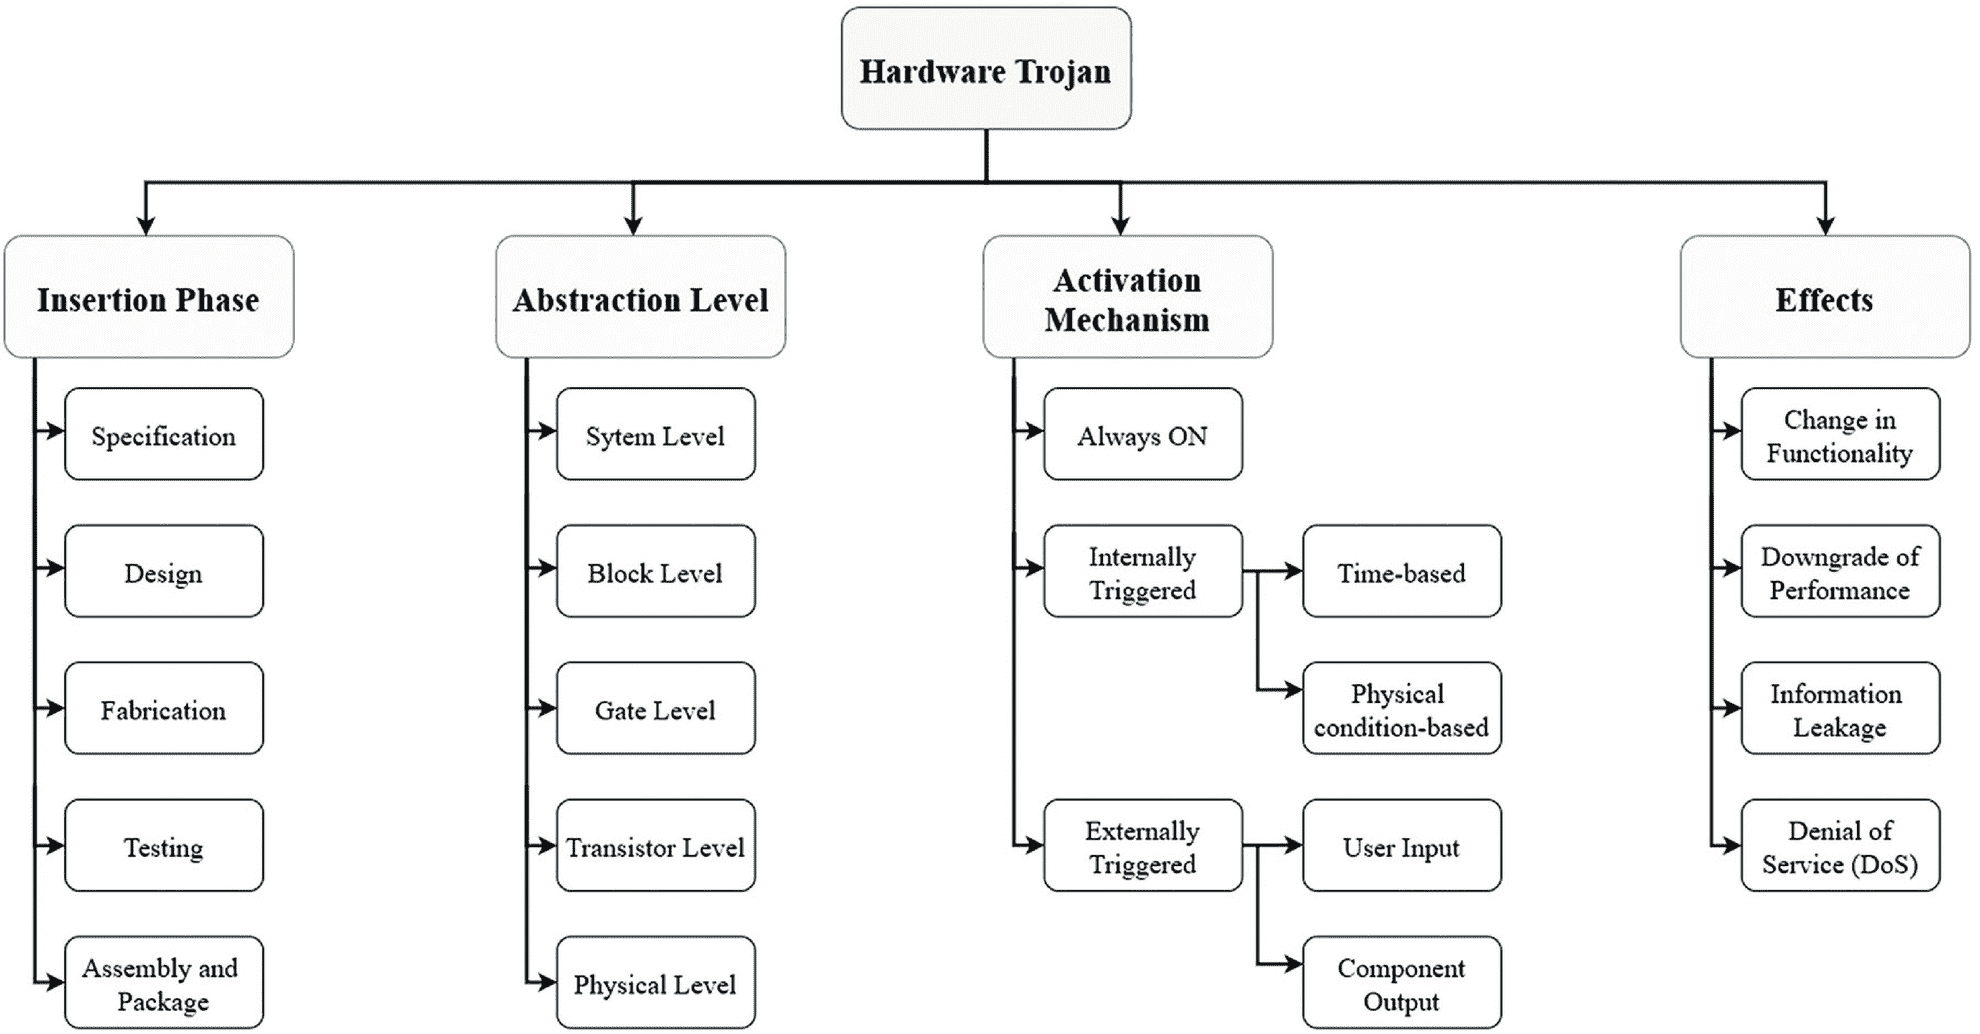 Hardware Trojan
Insertion Phase
Specification
Design
Fabrication
Testing
Assembly and
Package
Abstraction Level
Sytem Level
Block Level
Gate Level
Transistor Level
Physical Level
Activation
Mechanism
Always ON
Internally
Triggered
Time-based
Physical
condition-based
Externally
Triggered
User Input
Component
Output
Effects
Change in
Functionality
Downgrade of
Performance
Information
Leakage
Denial of
Service (DoS)